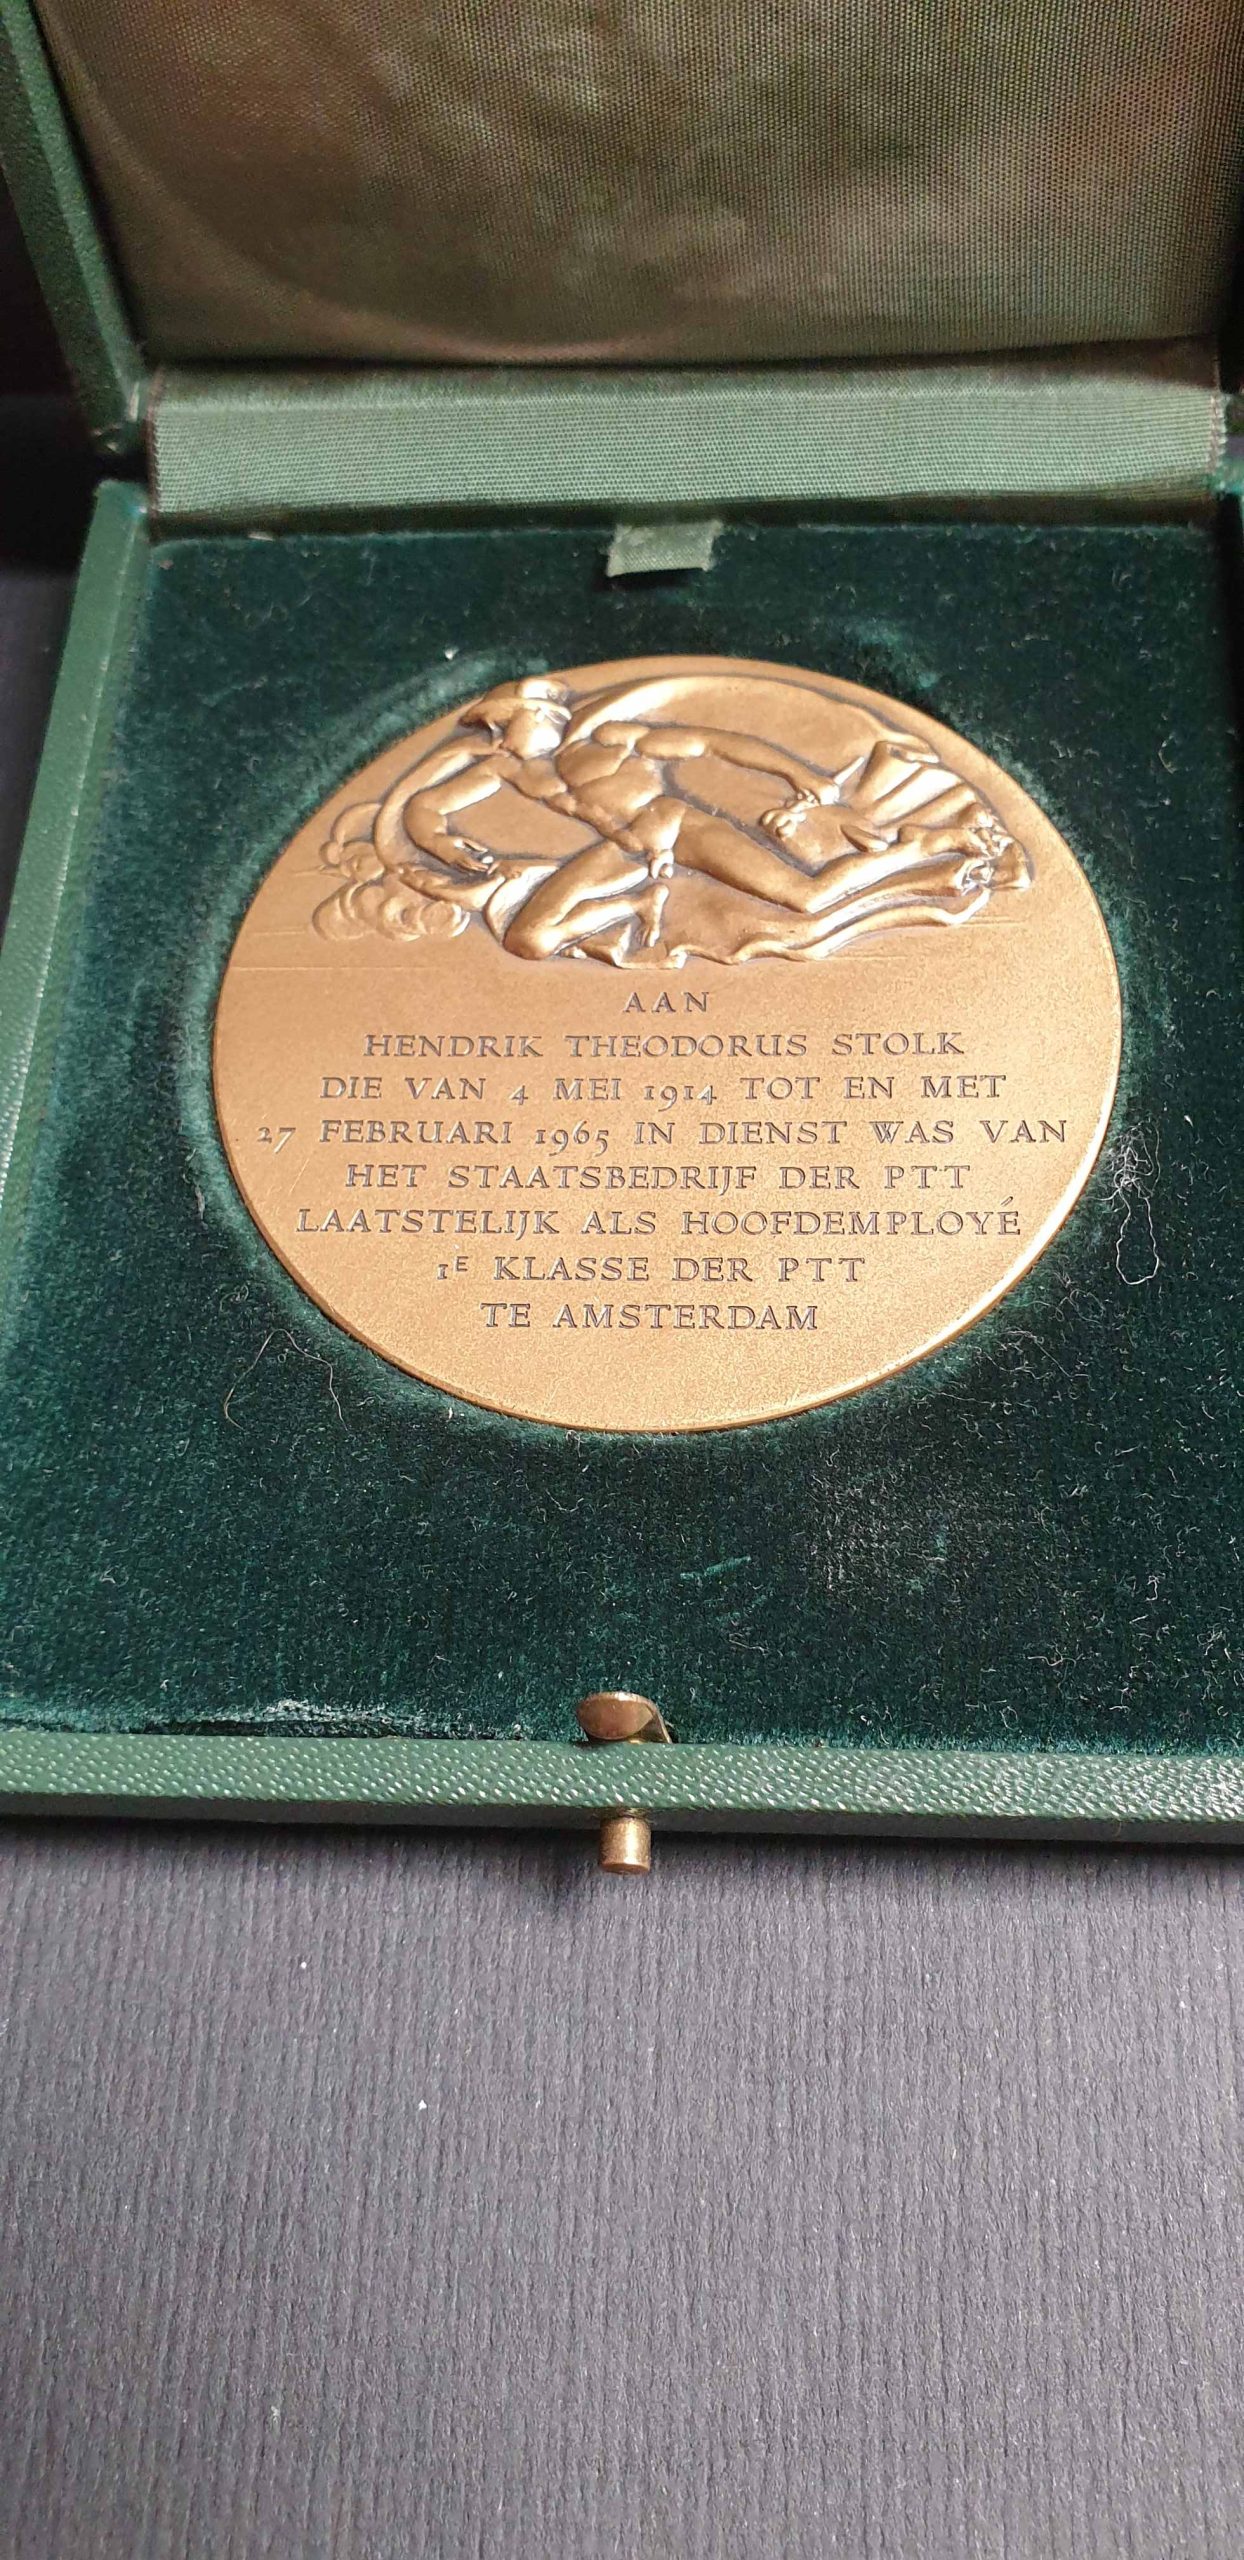 AAN
HENDRIK THEODORUS STOLK
DIE VAN 4 MEI 1914 TOT EN MET
27 FEBRUARI 1965 IN DIENST WAS VAN
HET STAATSBEDRIJF DER PTT
LAATSTELIJK ALS HOOFDEMPLOYÉ
1E KLASSE DER PTT
TE AMSTERDAM